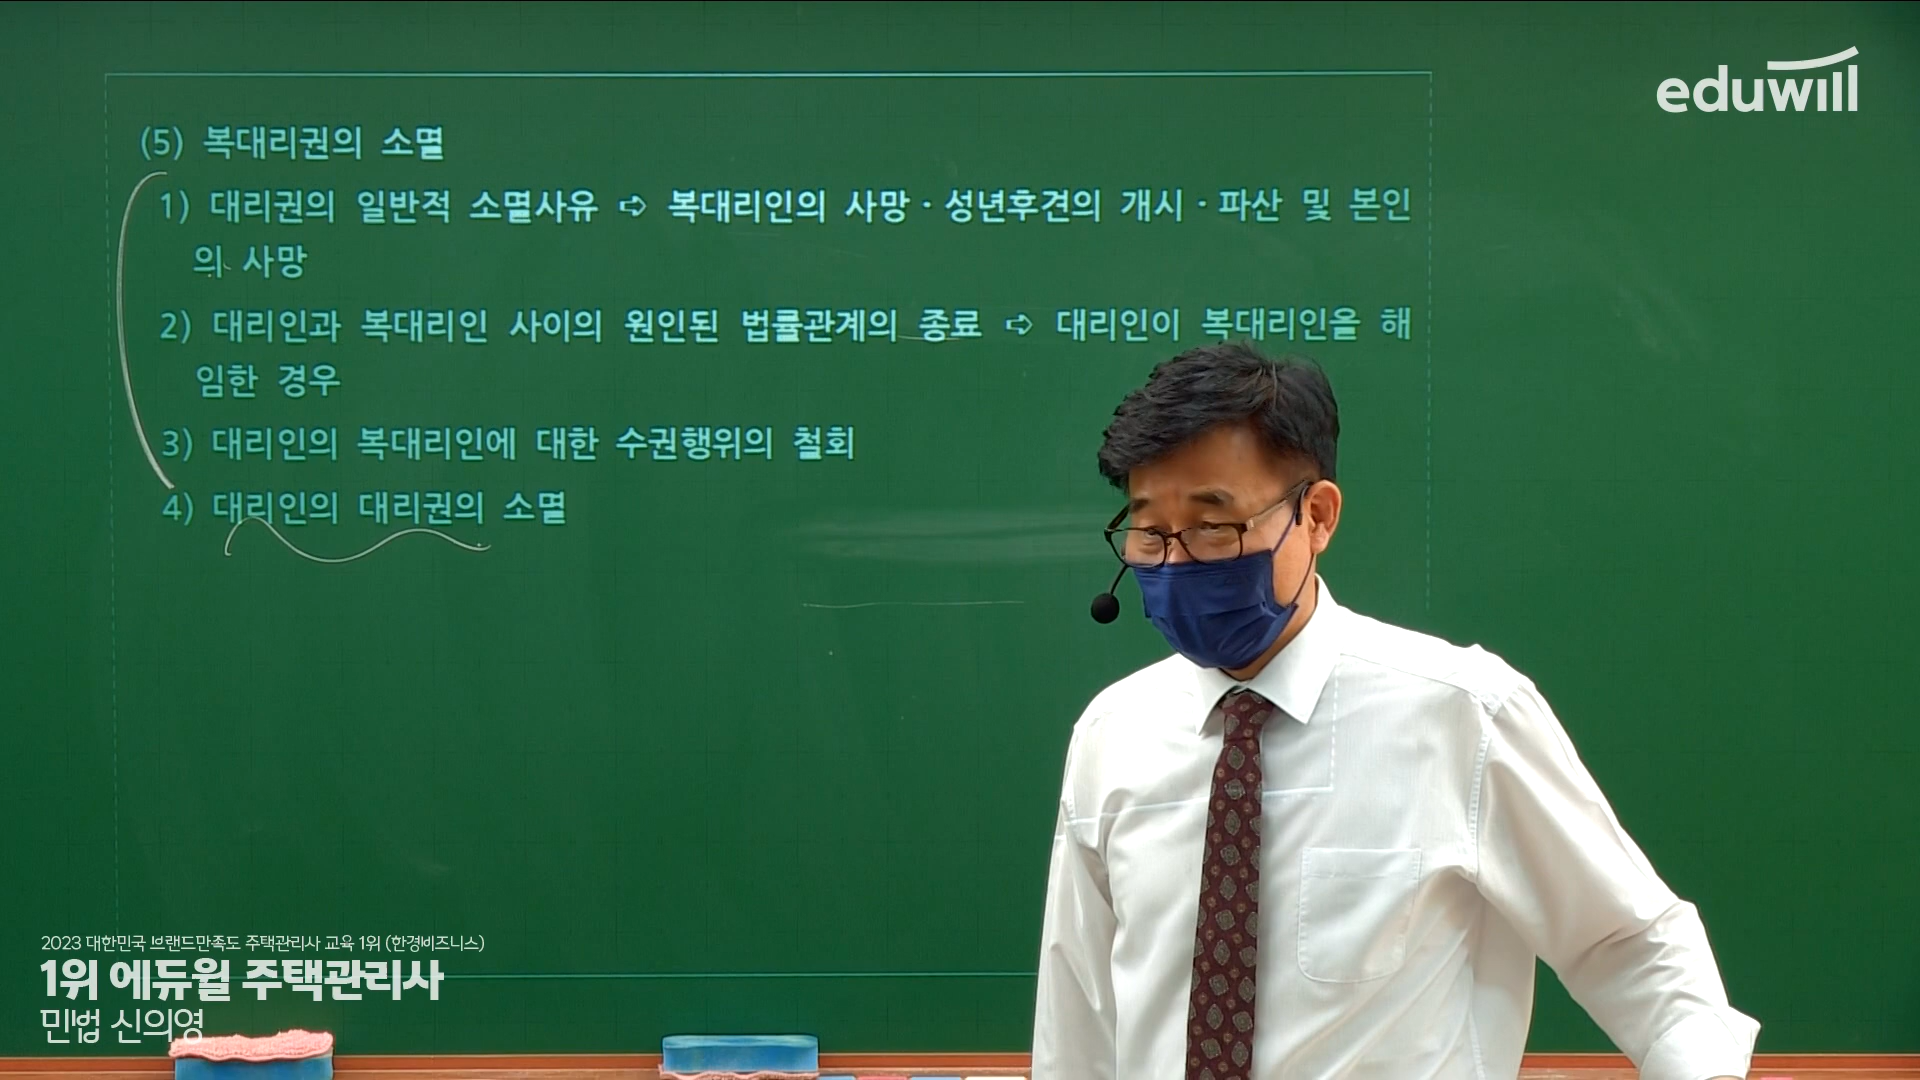 eduwill
(5) 복대리권의 소멸
1) 대리권의 일반적 소멸사유 ➩ 복대리인의 사망·성년후견의 개시·파산 및 본인
의 사망
2) 대리인과 복대리인 사이의 원인된 법률관계의 종료 ➩ 대리인이 복대리인을 해
임한 경우
3) 대리인의 복대리인에 대한 수권행위의 철회
4) 대리인의 대리권의 소멸
2023 대한민국 브랜드만족도 주택관리사 교육 1위 (한경비즈니스)
1위 에듀윌 주택관리사
민법 신의영